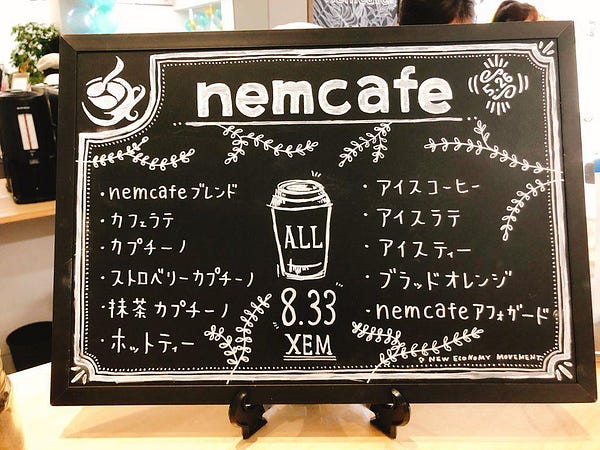 nemcafe
・nemcafeブレンド
・カフェラテ
・カプチーノ
・ストロベリーカプチーノ
・抹茶カプチーノ
・ホットティー
ALL
8.33
XEM
・アイスコーヒー
・アイスラテ
・アイスティー
・ブラッドオレンジ
・nemcafeアフォガード
NEW ECONOMY MOVEMENT